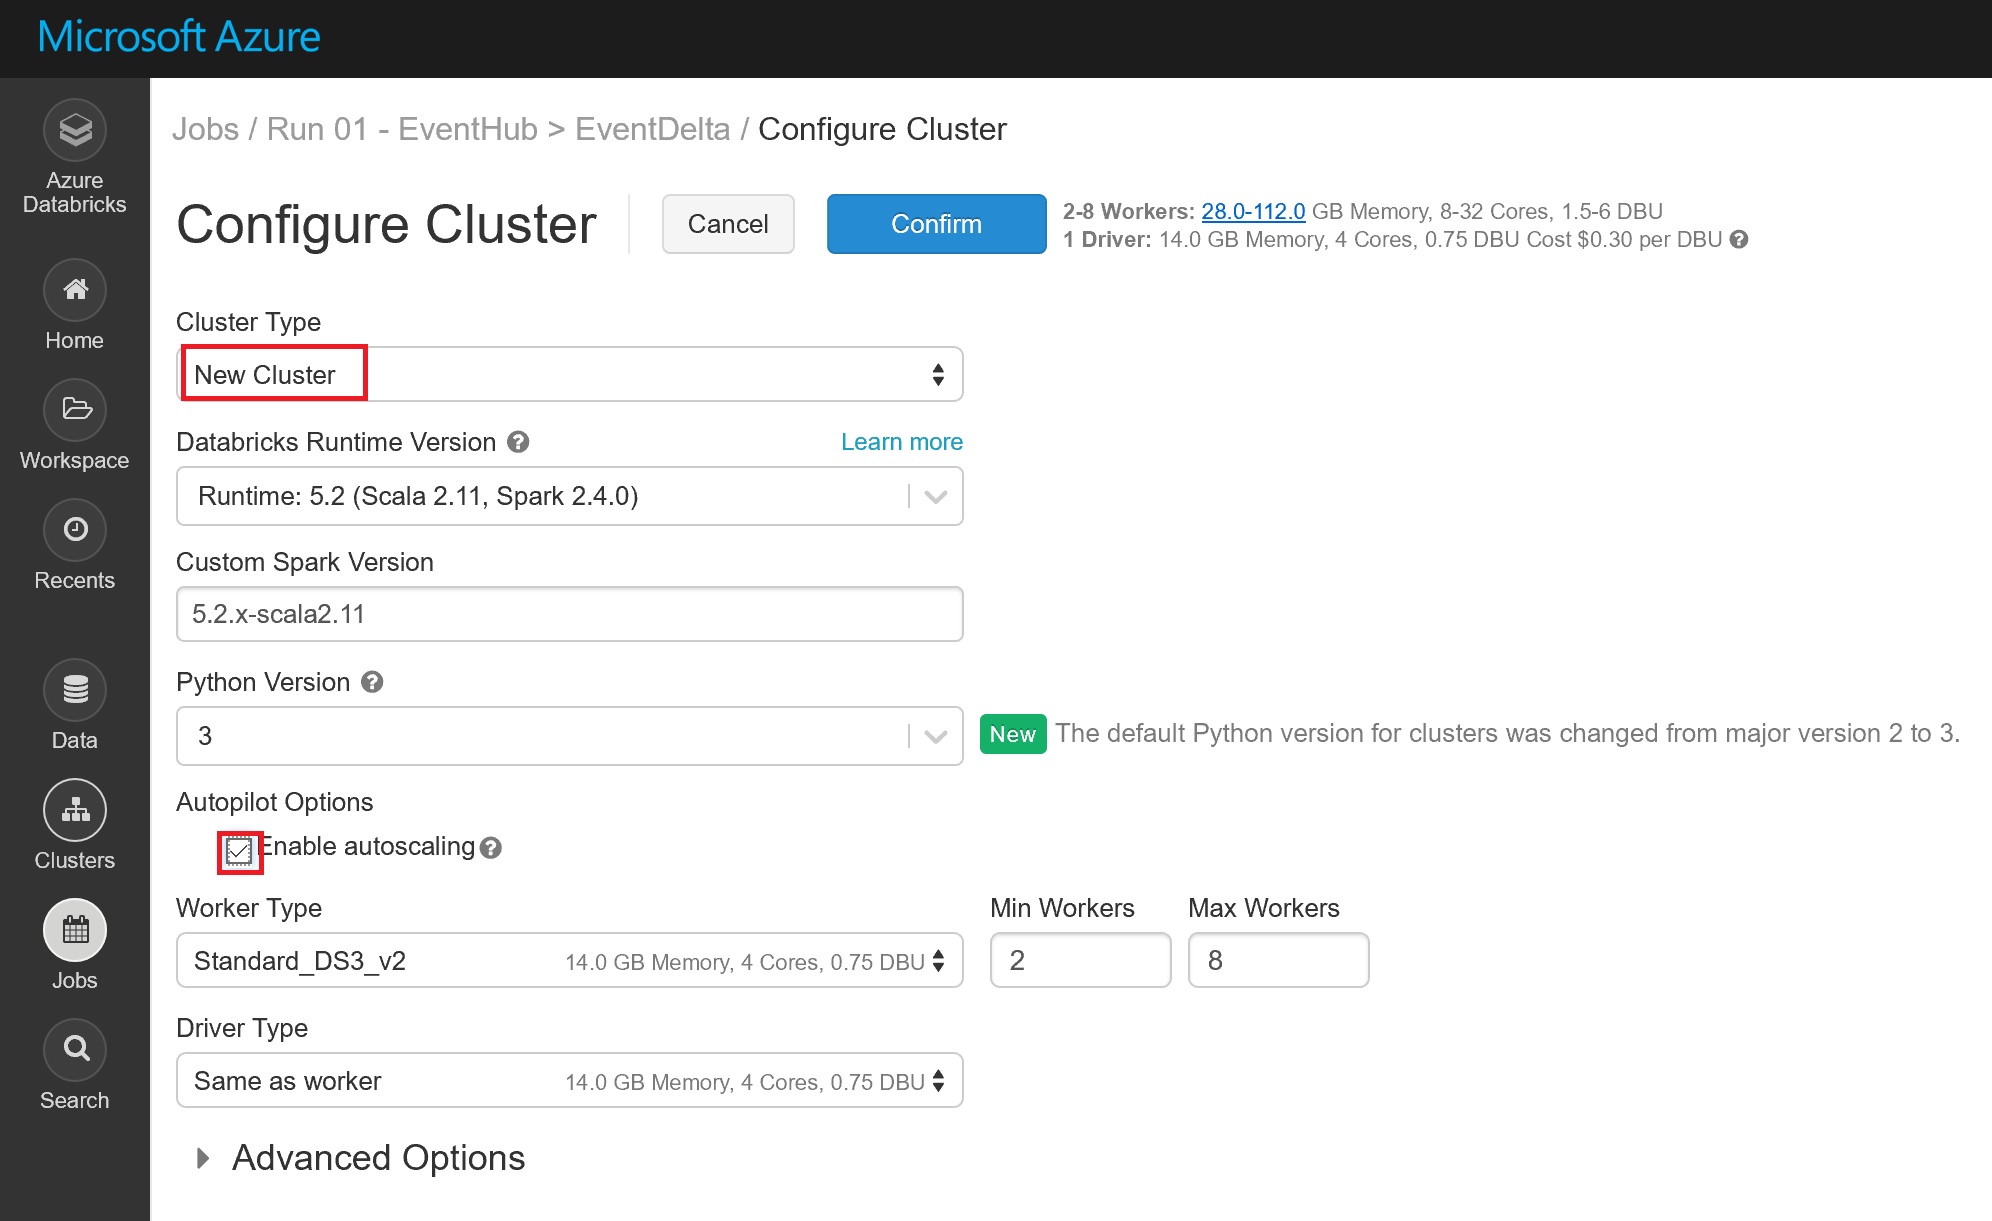 Microsoft Azure
Azure
Databricks
Home
Workspace
Recents
Data
Clusters
Jobs
Search
Jobs / Run 01 - EventHub > EventDelta / Configure Cluster
Configure Cluster
Cancel
Confirm
2-8 Workers: 28.0-112.0 GB Memory, 8-32 Cores, 1.5-6 DBU
1 Driver: 14.0 GB Memory, 4 Cores, 0.75 DBU Cost $0.30 per DBU ?
Cluster Type
New Cluster
Databricks Runtime Version ? Learn more
Runtime: 5.2 (Scala 2.11, Spark 2.4.0)
Custom Spark Version
5.2.x-scala2.11
Python Version ?
3
New The default Python version for clusters was changed from major version 2 to 3.
Autopilot Options
Enable autoscaling ?
Worker Type Min Workers Max Workers
Standard_DS3_v2 14.0 GB Memory, 4 Cores, 0.75 DBU 2 8
Driver Type
Same as worker 14.0 GB Memory, 4 Cores, 0.75 DBU
Advanced Options